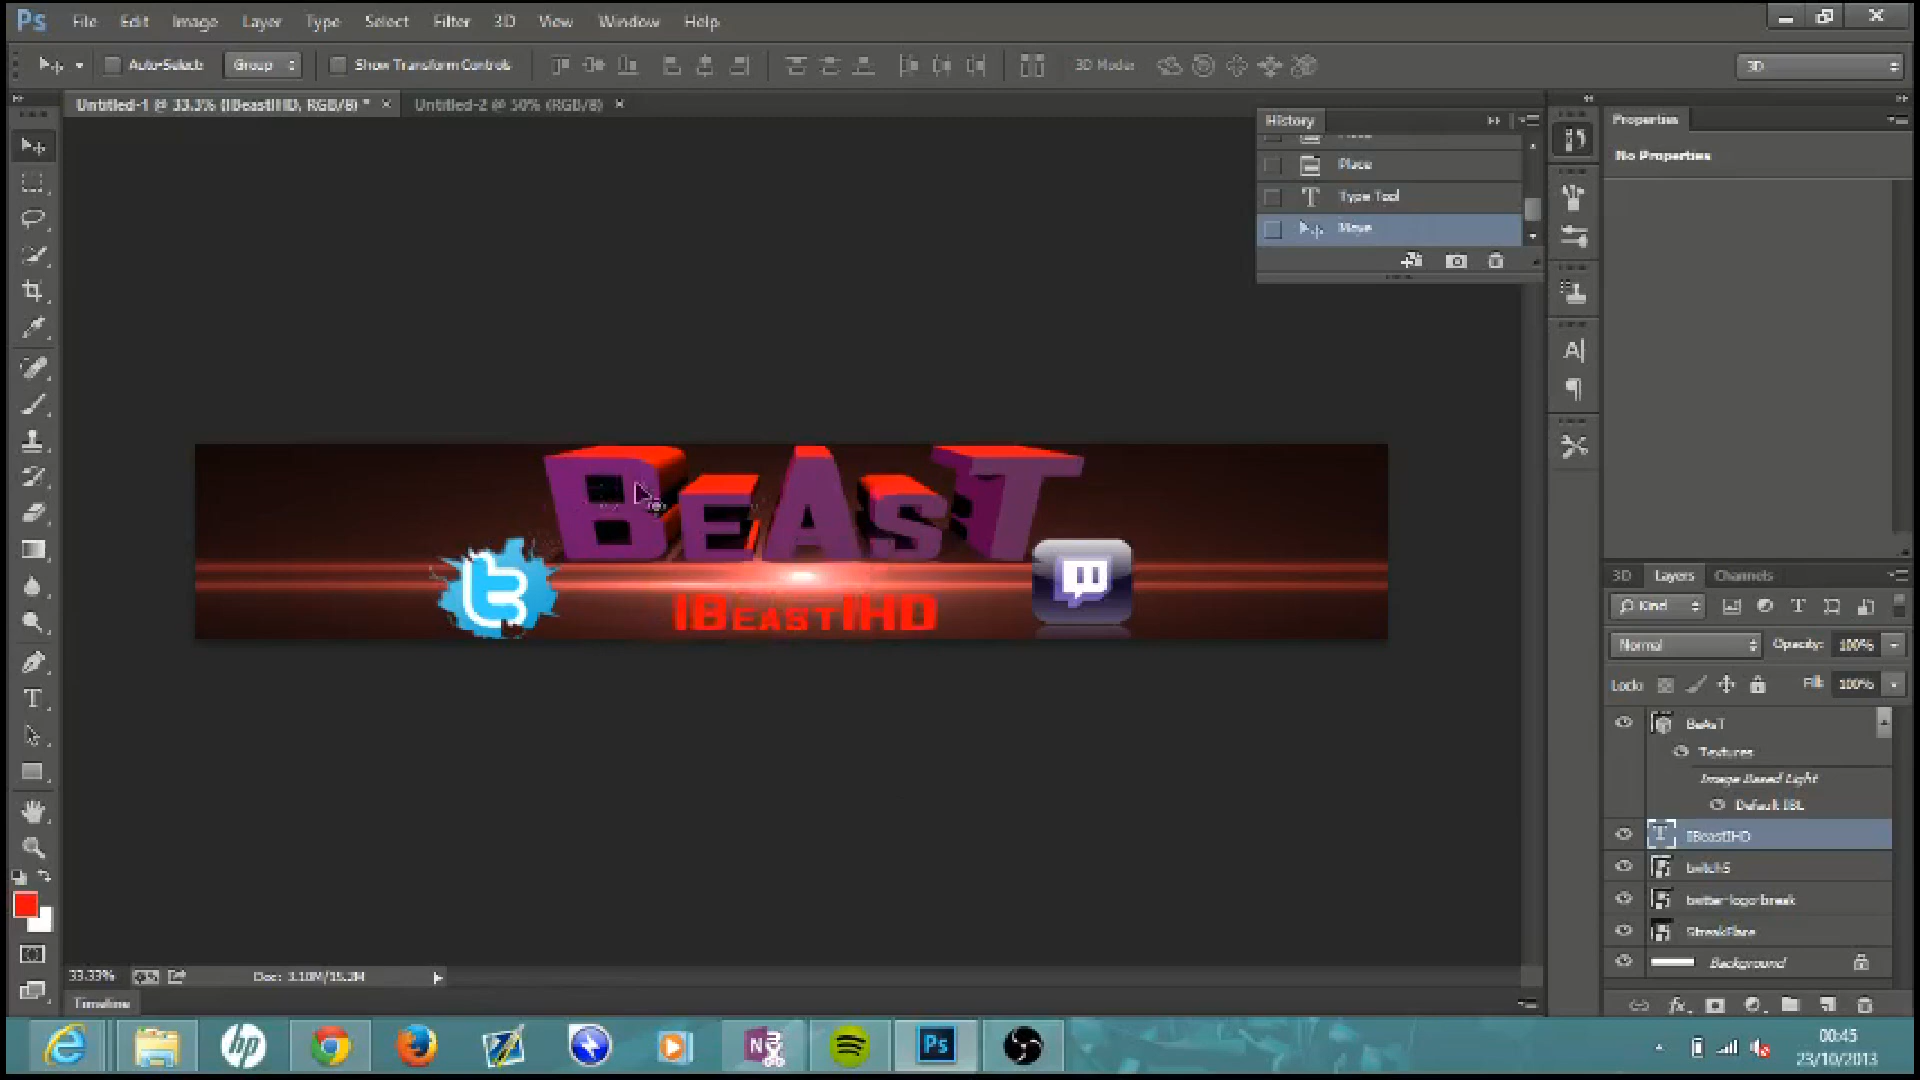 Ps File Edit Image Layer Type Select Filter 3D View Window Help
Auto-Select: Group Show Transform Controls 3D Mode: 3D
Untitled-1 @ 33.3% (IBeastIHD, RGB/8) * × Untitled-2 @ 50% (RGB/8) ×
History
Place
Type Tool
Move
Properties
No Properties
BeAsT
IBeastIHD
3D Layers Channels
Kind
Normal Opacity: 100%
Lock: Fill: 100%
BeAsT
Textures
Image Based Light
Default IBL
IBeastIHD
twitch5
twitter-logo-break
StreakFlare
Background
33.33% Doc: 3.10M/15.2M
Timeline
hp
Ps
00:45
23/10/2013